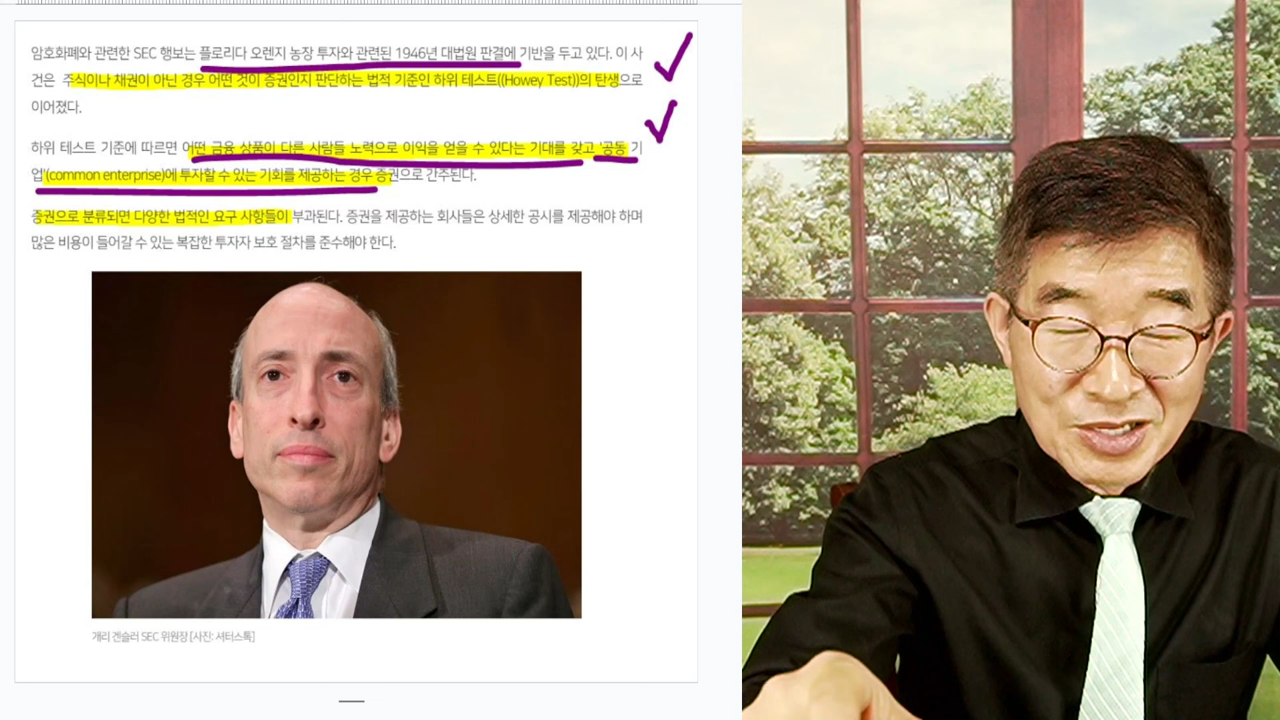 암호화폐와 관련한 SEC 행보는 플로리다 오렌지 농장 투자와 관련된 1946년 대법원 판결에 기반을 두고 있다. 이 사
건은 주식이나 채권이 아닌 경우 어떤 것이 증권인지 판단하는 법적 기준인 하위 테스트((Howey Test))의 탄생으로
이어졌다.
하위 테스트 기준에 따르면 어떤 금융 상품이 다른 사람들 노력으로 이익을 얻을 수 있다는 기대를 갖고 '공동 기
업'(common enterprise)에 투자할 수 있는 기회를 제공하는 경우 증권으로 간주된다.
증권으로 분류되면 다양한 법적인 요구 사항들이 부과된다. 증권을 제공하는 회사들은 상세한 공시를 제공해야 하며
많은 비용이 들어갈 수 있는 복잡한 투자자 보호 절차를 준수해야 한다.
개리 겐슬러 SEC 위원장 [사진: 셔터스톡]